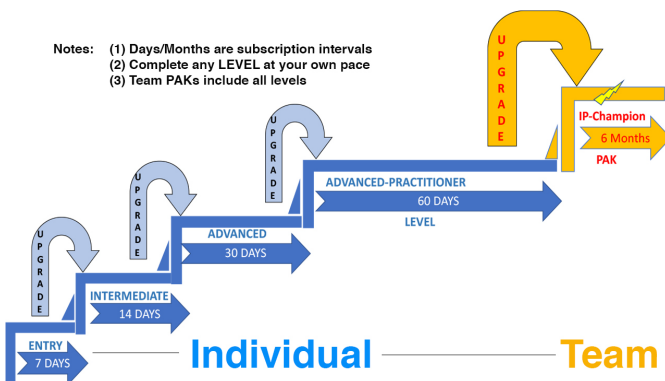 Notes: (1) Days/Months are subscription intervals
(2) Complete any LEVEL at your own pace
(3) Team PAKs include all levels
UPGRADE
UPGRADE
UPGRADE
UPGRADE
IP-Champion
6 Months
PAK
ADVANCED-PRACTITIONER
60 DAYS
LEVEL
ADVANCED
30 DAYS
INTERMEDIATE
14 DAYS
ENTRY
7 DAYS
Individual
Team